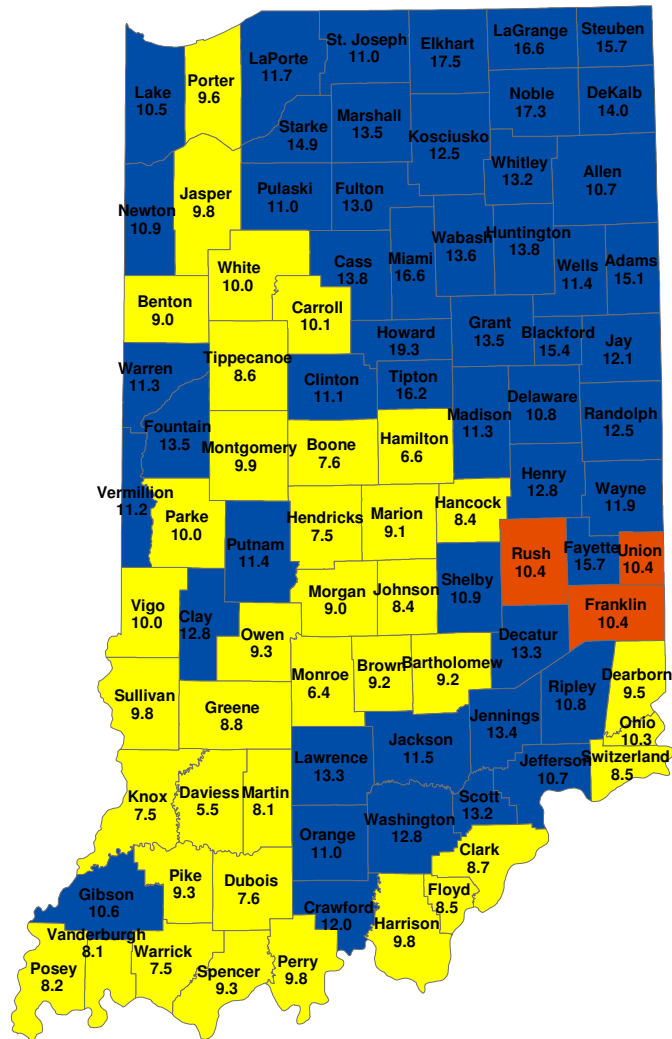 St. Joseph
11.0
Elkhart
17.5
LaGrange
16.6
Steuben
15.7
LaPorte
11.7
Porter
9.6
Lake
10.5
Noble
17.3
DeKalb
14.0
Starke
14.9
Marshall
13.5
Kosciusko
12.5
Whitley
13.2
Allen
10.7
Newton
10.9
Jasper
9.8
Pulaski
11.0
Fulton
13.0
Wabash
13.6
Huntington
13.8
Miami
16.6
Cass
13.8
Wells
11.4
Adams
15.1
White
10.0
Benton
9.0
Carroll
10.1
Howard
19.3
Grant
13.5
Blackford
15.4
Jay
12.1
Warren
11.3
Tippecanoe
8.6
Clinton
11.1
Tipton
16.2
Madison
11.3
Delaware
10.8
Randolph
12.5
Fountain
13.5
Montgomery
9.9
Boone
7.6
Hamilton
6.6
Henry
12.8
Wayne
11.9
Vermillion
11.2
Parke
10.0
Putnam
11.4
Hendricks
7.5
Marion
9.1
Hancock
8.4
Rush
10.4
Fayette
15.7
Union
10.4
Vigo
10.0
Clay
12.8
Morgan
9.0
Johnson
8.4
Shelby
10.9
Franklin
10.4
Owen
9.3
Decatur
13.3
Monroe
6.4
Brown
9.2
Bartholomew
9.2
Dearborn
9.5
Ripley
10.8
Sullivan
9.8
Greene
8.8
Jennings
13.4
Ohio
10.3
Lawrence
13.3
Jackson
11.5
Jefferson
10.7
Switzerland
8.5
Knox
7.5
Daviess
5.5
Martin
8.1
Scott
13.2
Orange
11.0
Washington
12.8
Clark
8.7
Gibson
10.6
Pike
9.3
Dubois
7.6
Floyd
8.5
Crawford
12.0
Harrison
9.8
Vanderburgh
8.1
Warrick
7.5
Posey
8.2
Spencer
9.3
Perry
9.8